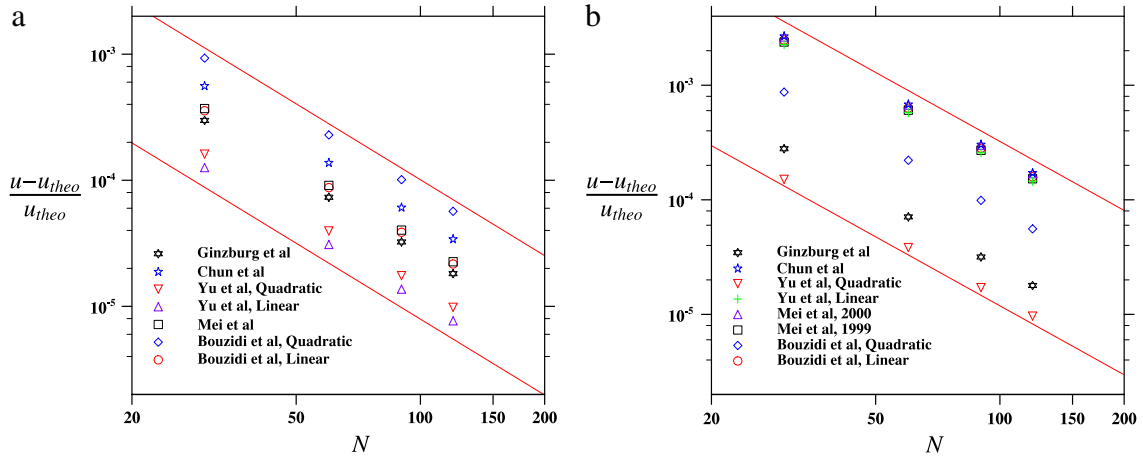 a
10^-3
u−u_theo
u_theo
10^-4
10^-5
Ginzburg et al
Chun et al
Yu et al, Quadratic
Yu et al, Linear
Mei et al
Bouzidi et al, Quadratic
Bouzidi et al, Linear
20 50 100 150 200
N
b
10^-3
u−u_theo
u_theo
10^-4
10^-5
Ginzburg et al
Chun et al
Yu et al, Quadratic
Yu et al, Linear
Mei et al, 2000
Mei et al, 1999
Bouzidi et al, Quadratic
Bouzidi et al, Linear
20 50 100 150 200
N